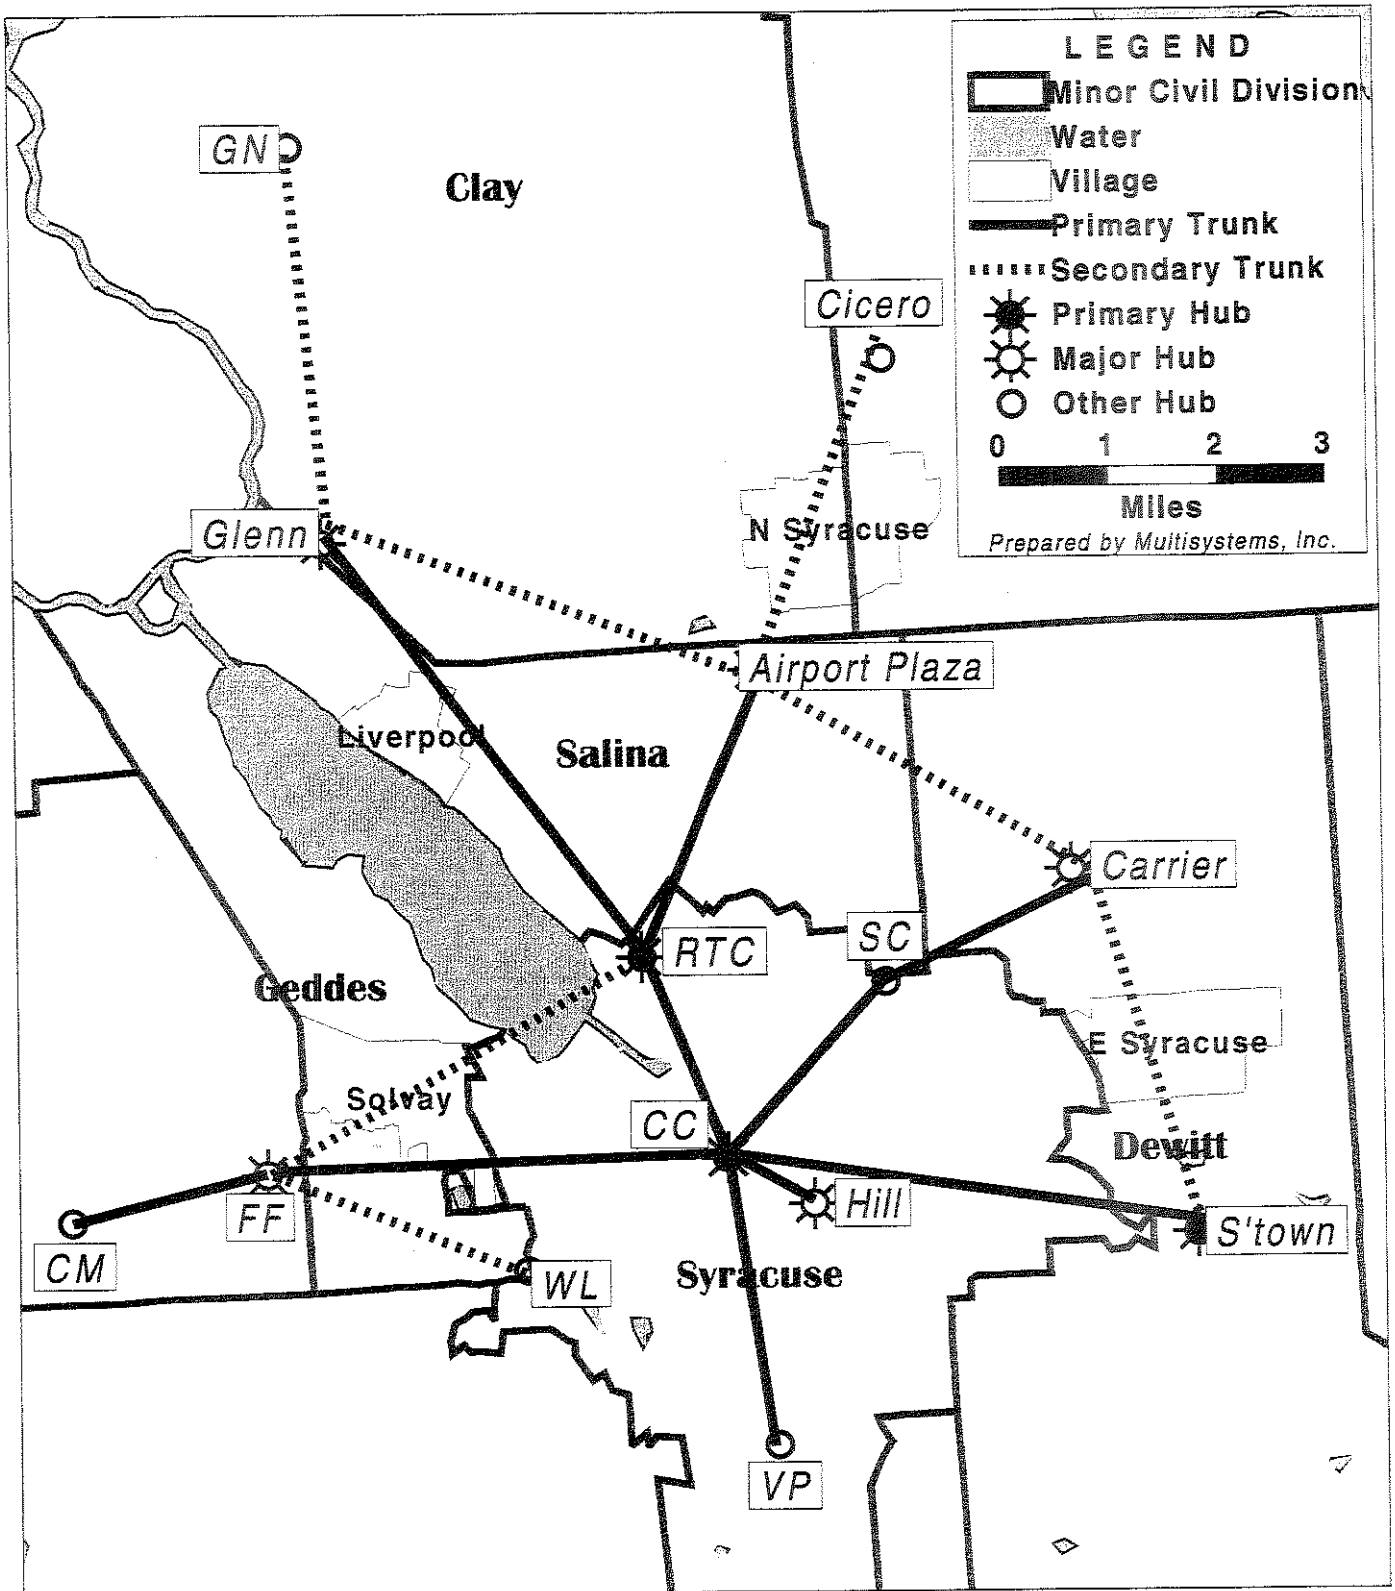 LEGEND
Minor Civil Division
Water
Village
Primary Trunk
Secondary Trunk
Primary Hub
Major Hub
Other Hub
0 1 2 3
Miles
Prepared by Multisystems, Inc.
GN
Clay
Cicero
N Syracuse
Glenn
Airport Plaza
Liverpool
Salina
Carrier
SC
RTC
Geddes
E Syracuse
Solvay
CC
Dewitt
FF
Hill
S'town
CM
WL
Syracuse
VP